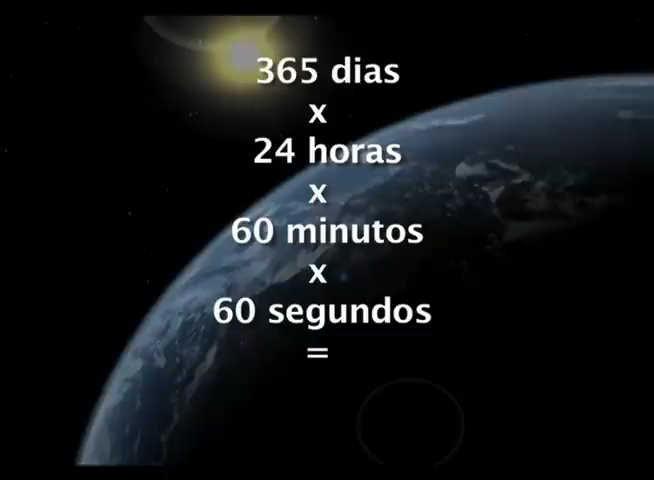 365 dias
x
24 horas
x
60 minutos
x
60 segundos
=